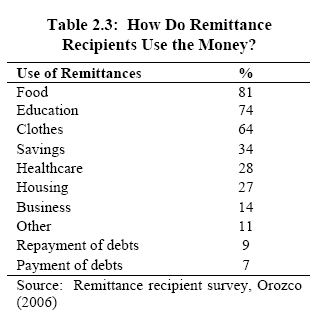 Table 2.3: How Do Remittance
Recipients Use the Money?
Use of Remittances %
Food 81
Education 74
Clothes 64
Savings 34
Healthcare 28
Housing 27
Business 14
Other 11
Repayment of debts 9
Payment of debts 7
Source: Remittance recipient survey, Orozco
(2006)